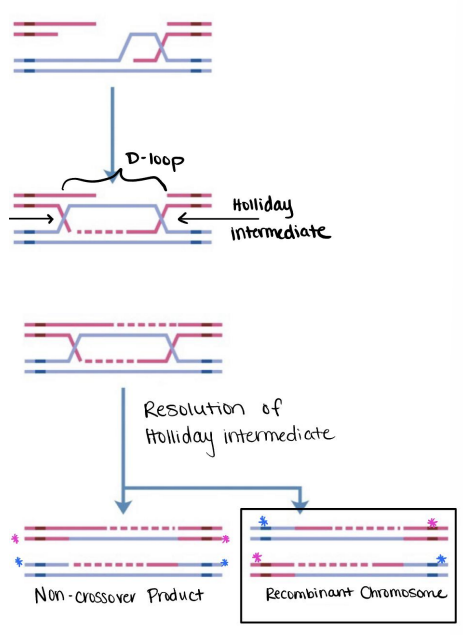 D-loop
Holliday
intermediate
Resolution of
Holliday intermediate
Non-crossover Product
Recombinant Chromosome